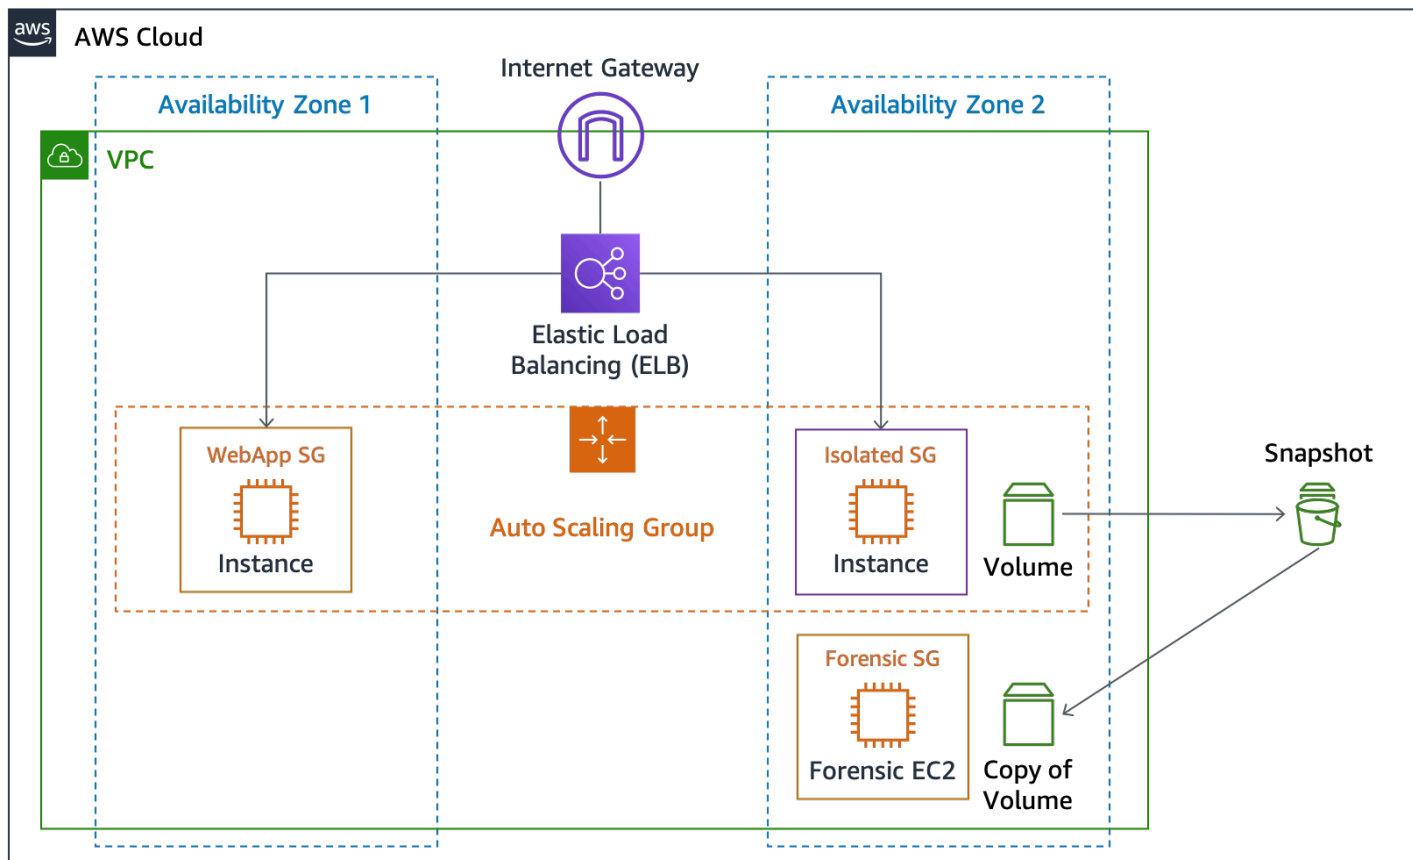 aws
AWS Cloud
Internet Gateway
Availability Zone 1
Availability Zone 2
VPC
Elastic Load
Balancing (ELB)
WebApp SG
Instance
Auto Scaling Group
Isolated SG
Instance
Volume
Snapshot
Forensic SG
Forensic EC2
Copy of
Volume